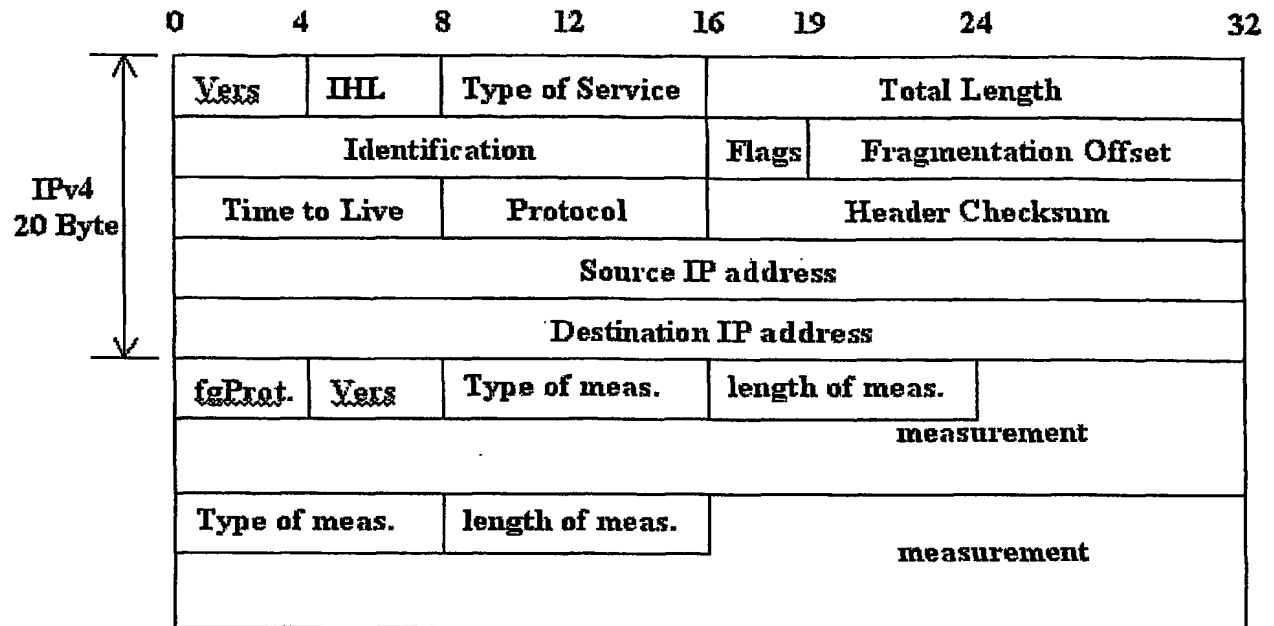 0 4 8 12 16 19 24 32
Vers IHL Type of Service Total Length
Identification Flags Fragmentation Offset
IPv4
20 Byte
Time to Live Protocol Header Checksum
Source IP address
Destination IP address
fgProt. Vers Type of meas. length of meas.
measurement
Type of meas. length of meas.
measurement